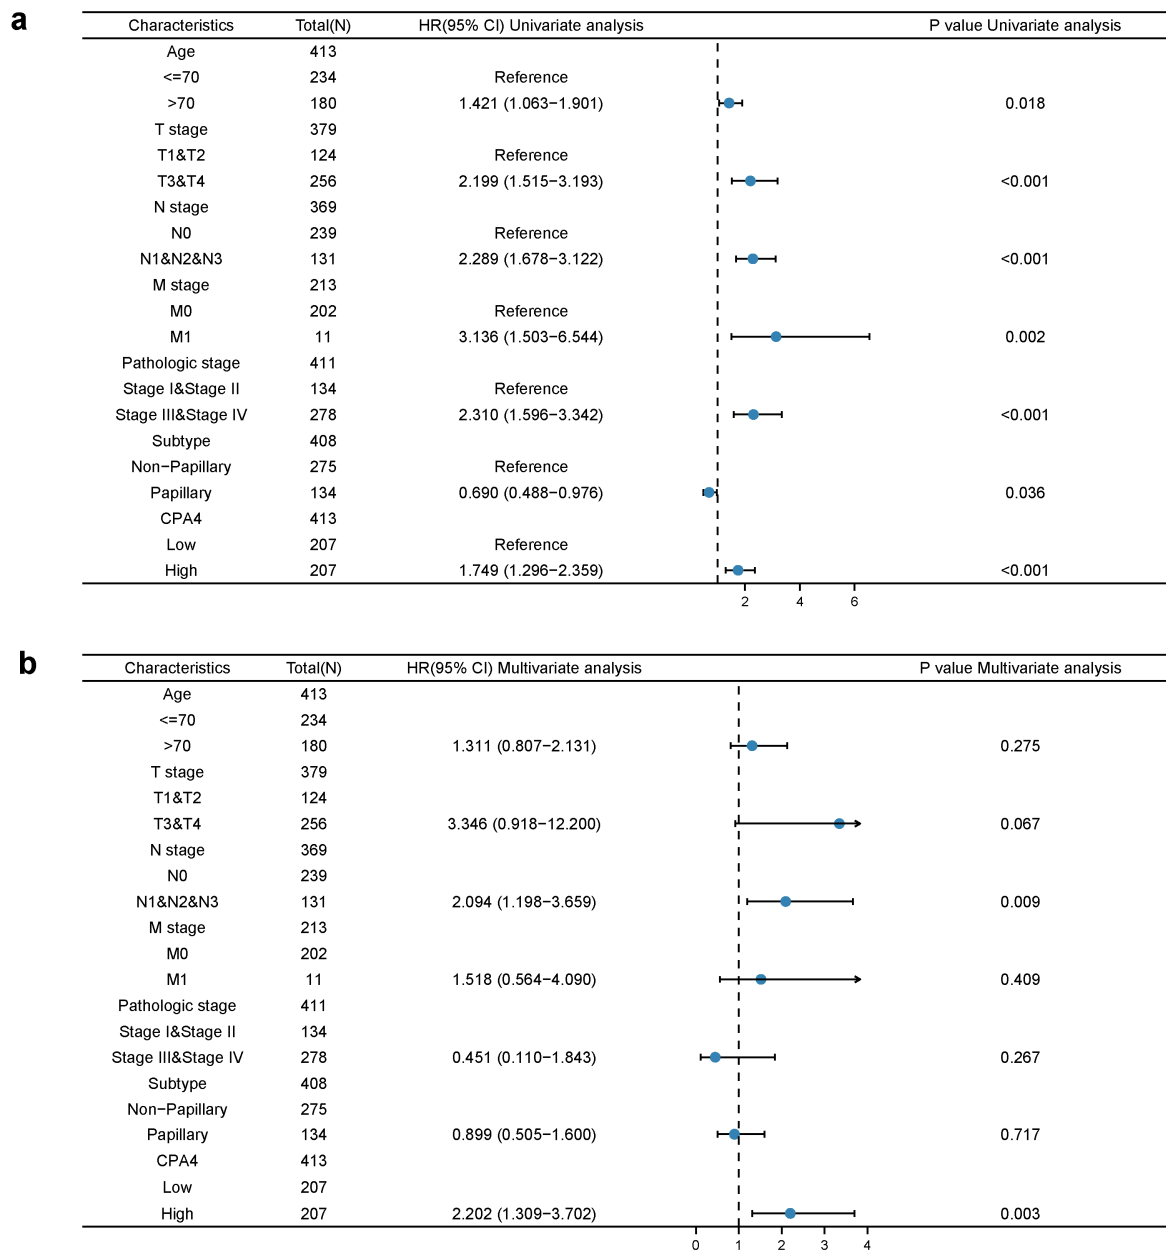 a
Characteristics Total(N) HR(95% CI) Univariate analysis P value Univariate analysis
Age 413
<=70 234 Reference
>70 180 1.421 (1.063−1.901) 0.018
T stage 379
T1&T2 124 Reference
T3&T4 256 2.199 (1.515−3.193) <0.001
N stage 369
N0 239 Reference
N1&N2&N3 131 2.289 (1.678−3.122) <0.001
M stage 213
M0 202 Reference
M1 11 3.136 (1.503−6.544) 0.002
Pathologic stage 411
Stage I&Stage II 134 Reference
Stage III&Stage IV 278 2.310 (1.596−3.342) <0.001
Subtype 408
Non−Papillary 275 Reference
Papillary 134 0.690 (0.488−0.976) 0.036
CPA4 413
Low 207 Reference
High 207 1.749 (1.296−2.359) <0.001
2 4 6
b
Characteristics Total(N) HR(95% CI) Multivariate analysis P value Multivariate analysis
Age 413
<=70 234
>70 180 1.311 (0.807−2.131) 0.275
T stage 379
T1&T2 124
T3&T4 256 3.346 (0.918−12.200) 0.067
N stage 369
N0 239
N1&N2&N3 131 2.094 (1.198−3.659) 0.009
M stage 213
M0 202
M1 11 1.518 (0.564−4.090) 0.409
Pathologic stage 411
Stage I&Stage II 134
Stage III&Stage IV 278 0.451 (0.110−1.843) 0.267
Subtype 408
Non−Papillary 275
Papillary 134 0.899 (0.505−1.600) 0.717
CPA4 413
Low 207
High 207 2.202 (1.309−3.702) 0.003
0 1 2 3 4